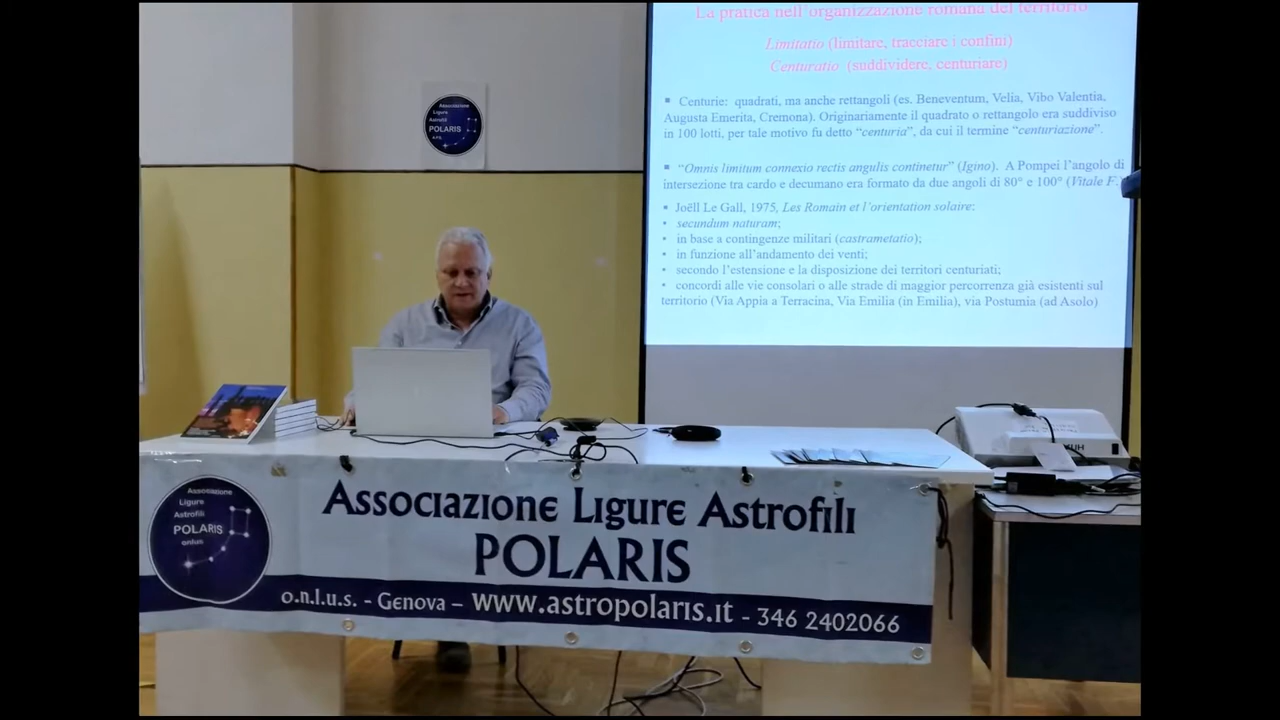 La pratica nell'organizzazione romana del territorio
Limitatio (limitare, tracciare i confini)
Centuratio (suddividere, centuriare)
▪ Centurie: quadrati, ma anche rettangoli (es. Beneventum, Velia, Vibo Valentia,
Augusta Emerita, Cremona). Originariamente il quadrato o rettangolo era suddiviso
in 100 lotti, per tale motivo fu detto “centuria”, da cui il termine “centuriazione”.
▪ “Omnis limitum connexio rectis angulis continetur” (Igino). A Pompei l'angolo di
intersezione tra cardo e decumano era formato da due angoli di 80° e 100° (Vitale F.)
▪ Joëll Le Gall, 1975, Les Romain et l'orientation solaire:
• secundum naturam;
• in base a contingenze militari (castrametatio);
• in funzione all'andamento dei venti;
• secondo l'estensione e la disposizione dei territori centuriati;
• concordi alle vie consolari o alle strade di maggior percorrenza già esistenti sul
territorio (Via Appia a Terracina, Via Emilia (in Emilia), via Postumia (ad Asolo)
Associazione
Ligure
Astrofili
POLARIS
A.P.S.
Associazione
Ligure
Astrofili
POLARIS
onlus
Associazione Ligure Astrofili
POLARIS
o.n.l.u.s. - Genova – www.astropolaris.it - 346 2402066